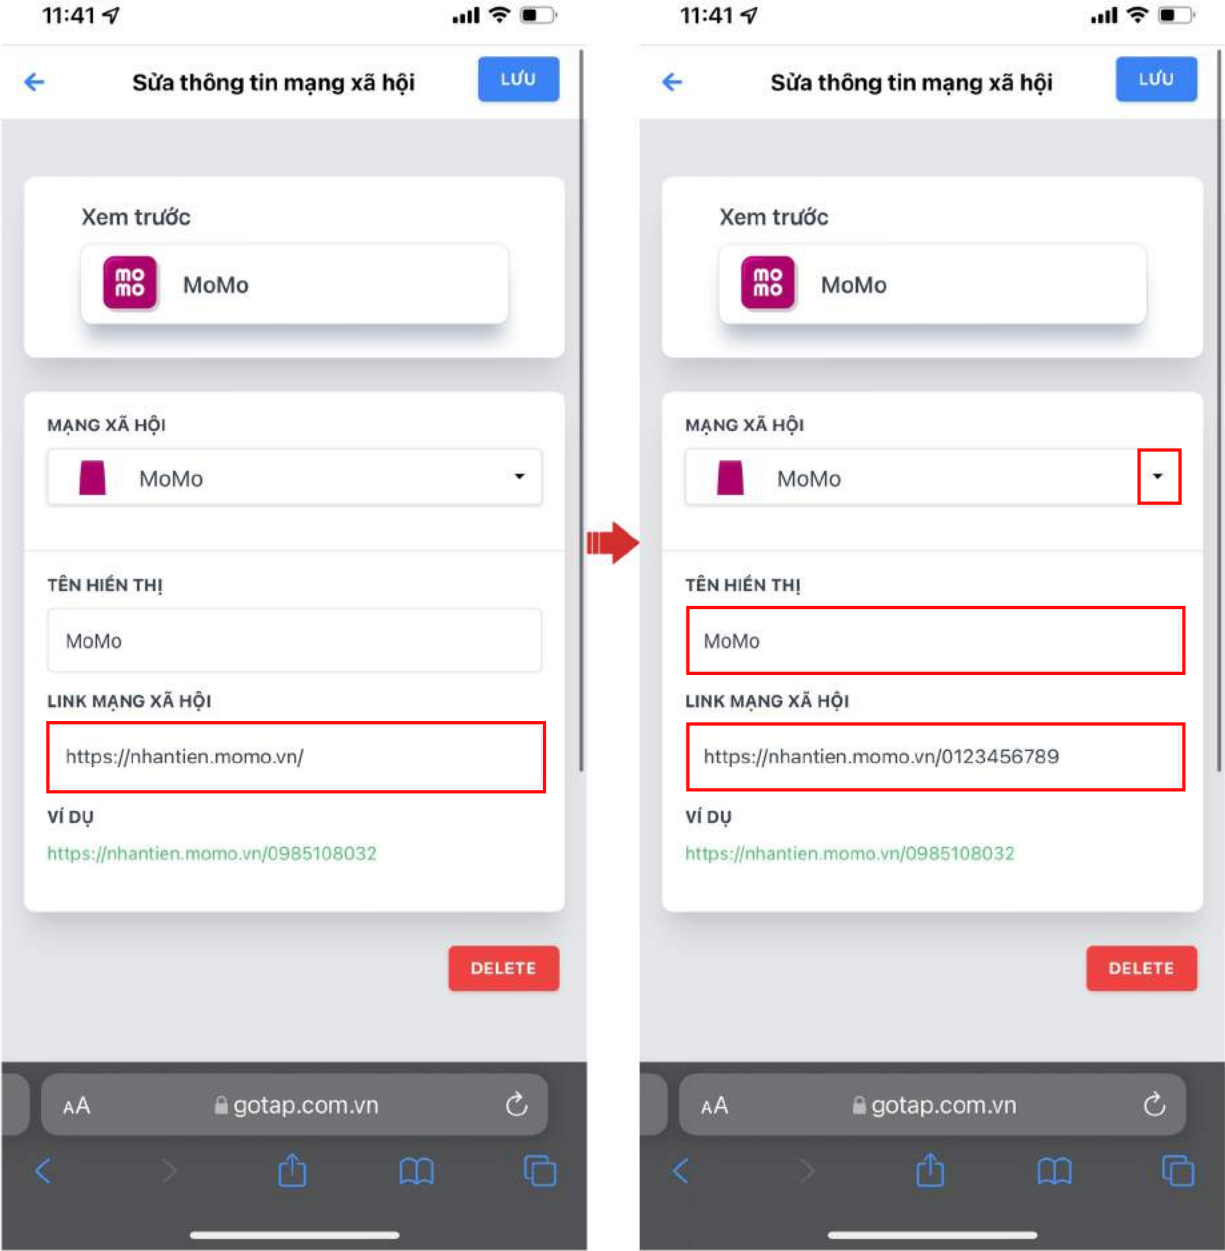 11:41
Sửa thông tin mạng xã hội
LƯU
Xem trước
mo
mo
MoMo
MẠNG XÃ HỘI
MoMo
TÊN HIỂN THỊ
MoMo
LINK MẠNG XÃ HỘI
https://nhantien.momo.vn/
VÍ DỤ
https://nhantien.momo.vn/0985108032
DELETE
AA
gotap.com.vn
11:41
Sửa thông tin mạng xã hội
LƯU
Xem trước
mo
mo
MoMo
MẠNG XÃ HỘI
MoMo
TÊN HIỂN THỊ
MoMo
LINK MẠNG XÃ HỘI
https://nhantien.momo.vn/0123456789
VÍ DỤ
https://nhantien.momo.vn/0985108032
DELETE
AA
gotap.com.vn